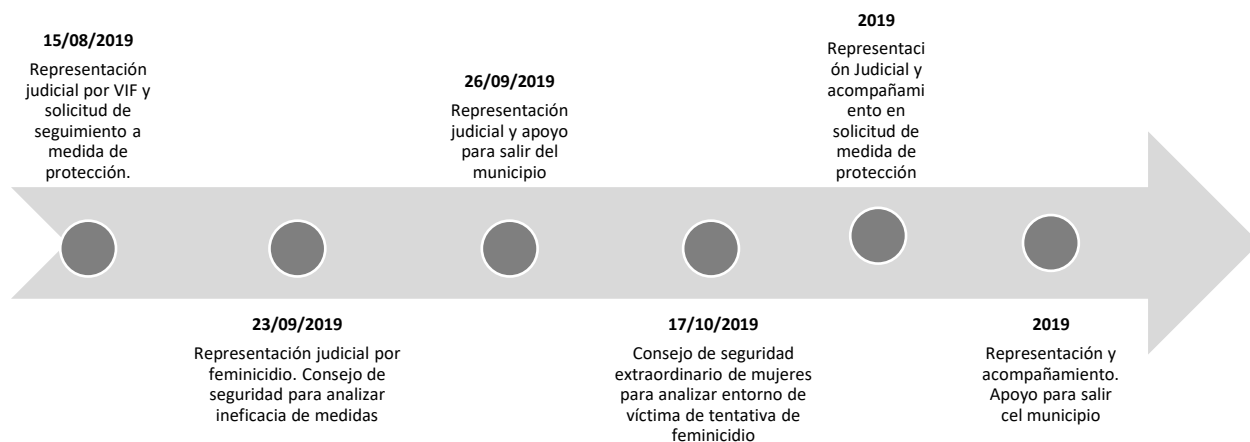 15/08/2019
Representación
judicial por VIF y
solicitud de
seguimiento a
medida de
protección.
23/09/2019
Representación judicial por
feminicidio. Consejo de
seguridad para analizar
ineficacia de medidas
26/09/2019
Representación
judicial y apoyo
para salir del
municipio
17/10/2019
Consejo de seguridad
extraordinario de mujeres
para analizar entorno de
víctima de tentativa de
feminicidio
2019
Representaci
ón Judicial y
acompañami
ento en
solicitud de
medida de
protección
2019
Representación y
acompañamiento.
Apoyo para salir
cel municipio